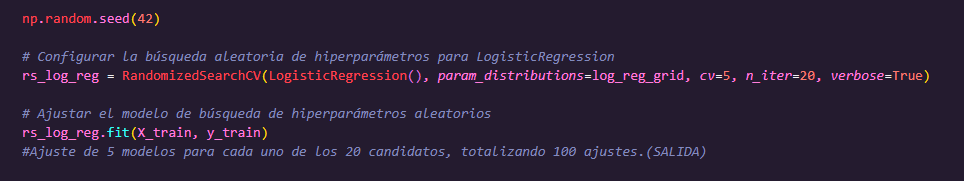 np.random.seed(42)
# Configurar la búsqueda aleatoria de hiperparámetros para LogisticRegression
rs_log_reg = RandomizedSearchCV(LogisticRegression(), param_distributions=log_reg_grid, cv=5, n_iter=20, verbose=True)
# Ajustar el modelo de búsqueda de hiperparámetros aleatorios
rs_log_reg.fit(X_train, y_train)
#Ajuste de 5 modelos para cada uno de los 20 candidatos, totalizando 100 ajustes.(SALIDA)